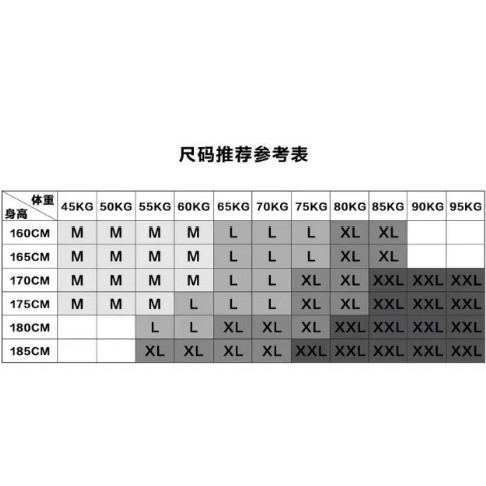 尺码推荐参考表
体重 45KG 50KG 55KG 60KG 65KG 70KG 75KG 80KG 85KG 90KG 95KG
身高
160CM M M M M L L L XL XL
165CM M M M M L L L XL XL
170CM M M M M L L XL XL XXL XXL XXL
175CM M M M L L L XL XL XXL XXL XXL
180CM L L XL XL XL XXL XXL XXL XXL
185CM XL XL XL XL XXL XXL XXL XXL XXL